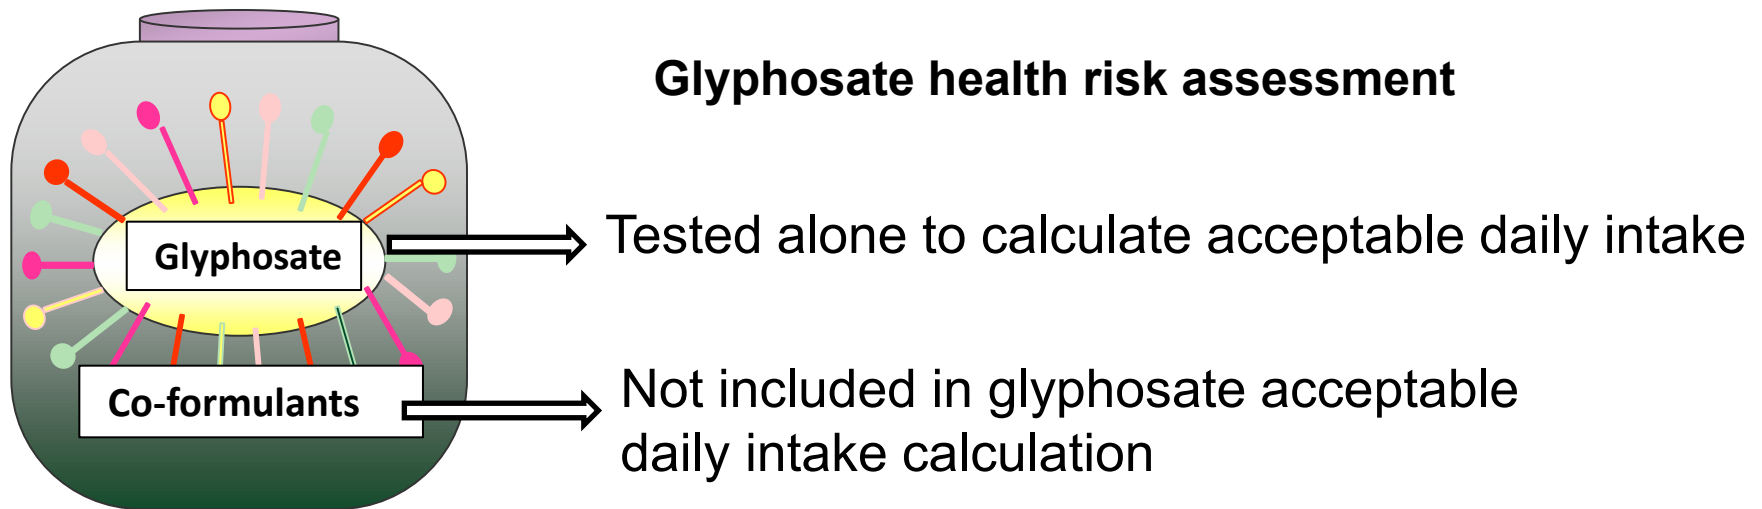 Glyphosate health risk assessment
Glyphosate
Tested alone to calculate acceptable daily intake
Co-formulants
Not included in glyphosate acceptable
daily intake calculation